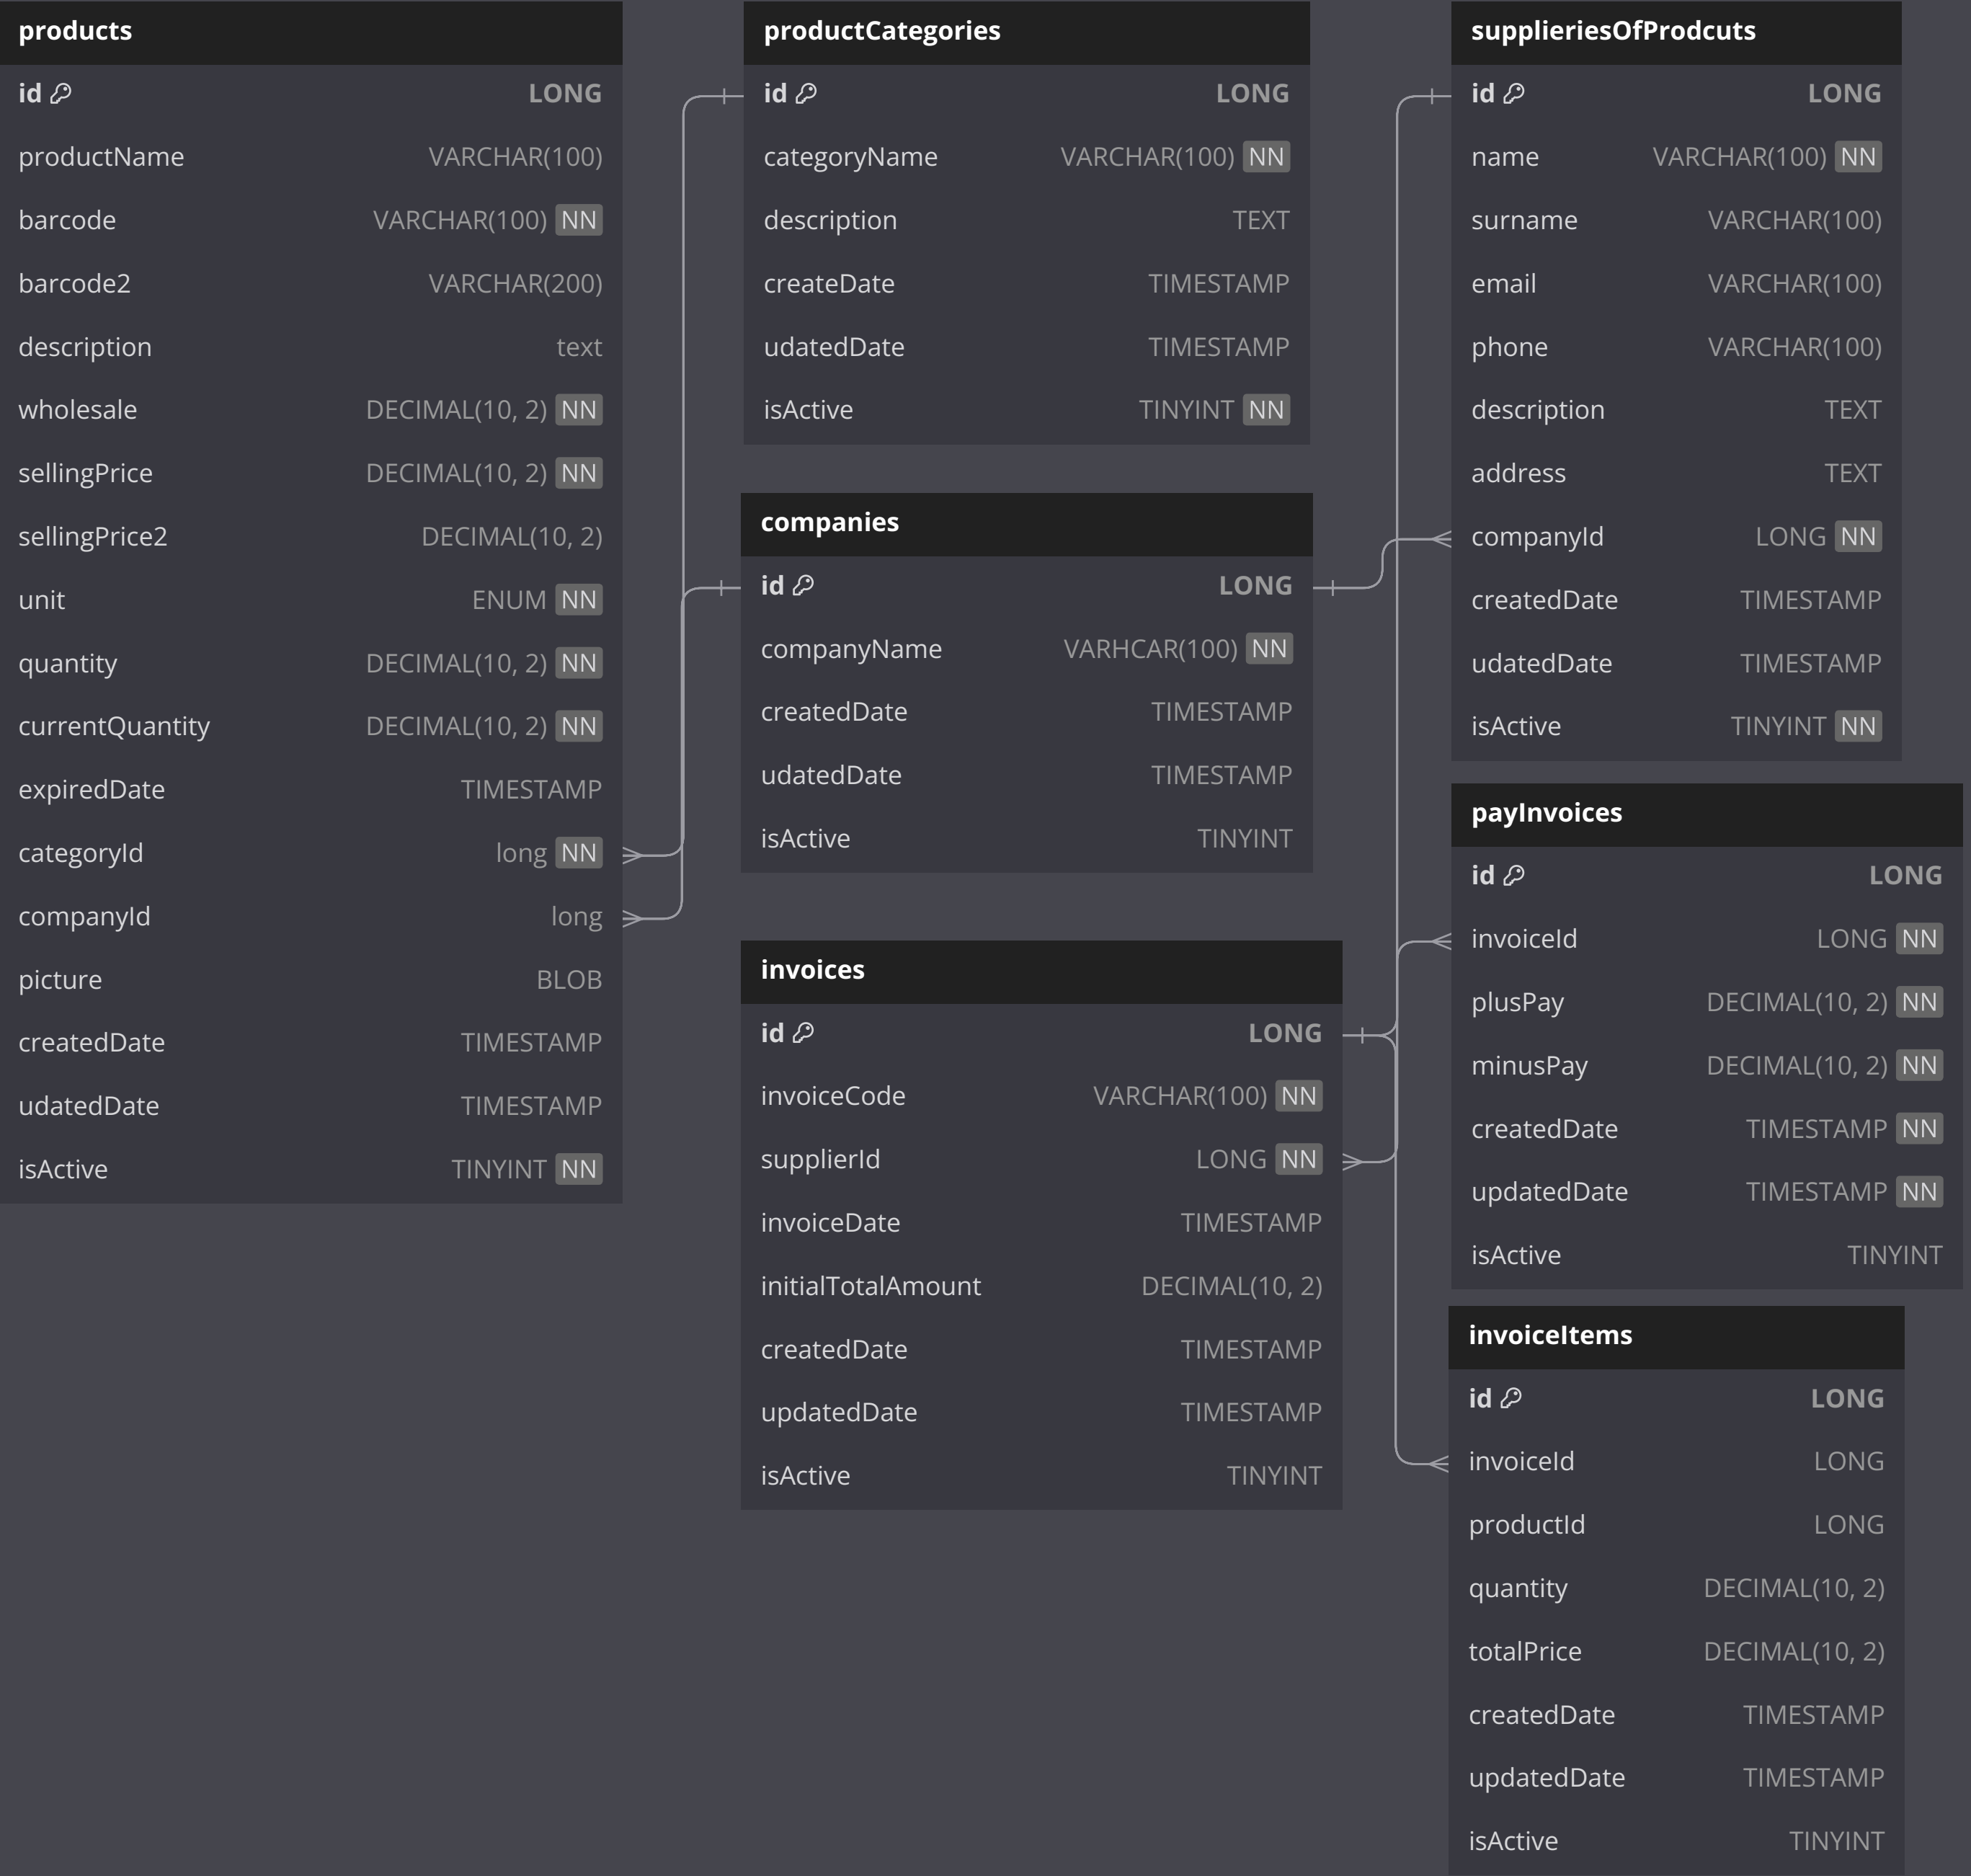 products
id LONG
productName VARCHAR(100)
barcode VARCHAR(100) NN
barcode2 VARCHAR(200)
description text
wholesale DECIMAL(10, 2) NN
sellingPrice DECIMAL(10, 2) NN
sellingPrice2 DECIMAL(10, 2)
unit ENUM NN
quantity DECIMAL(10, 2) NN
currentQuantity DECIMAL(10, 2) NN
expiredDate TIMESTAMP
categoryId long NN
companyId long
picture BLOB
createdDate TIMESTAMP
udatedDate TIMESTAMP
isActive TINYINT NN
productCategories
id LONG
categoryName VARCHAR(100) NN
description TEXT
createDate TIMESTAMP
udatedDate TIMESTAMP
isActive TINYINT NN
companies
id LONG
companyName VARHCAR(100) NN
createdDate TIMESTAMP
udatedDate TIMESTAMP
isActive TINYINT
invoices
id LONG
invoiceCode VARCHAR(100) NN
supplierId LONG NN
invoiceDate TIMESTAMP
initialTotalAmount DECIMAL(10, 2)
createdDate TIMESTAMP
updatedDate TIMESTAMP
isActive TINYINT
supplieriesOfProdcuts
id LONG
name VARCHAR(100) NN
surname VARCHAR(100)
email VARCHAR(100)
phone VARCHAR(100)
description TEXT
address TEXT
companyId LONG NN
createdDate TIMESTAMP
udatedDate TIMESTAMP
isActive TINYINT NN
payInvoices
id LONG
invoiceId LONG NN
plusPay DECIMAL(10, 2) NN
minusPay DECIMAL(10, 2) NN
createdDate TIMESTAMP NN
updatedDate TIMESTAMP NN
isActive TINYINT
invoiceItems
id LONG
invoiceId LONG
productId LONG
quantity DECIMAL(10, 2)
totalPrice DECIMAL(10, 2)
createdDate TIMESTAMP
updatedDate TIMESTAMP
isActive TINYINT